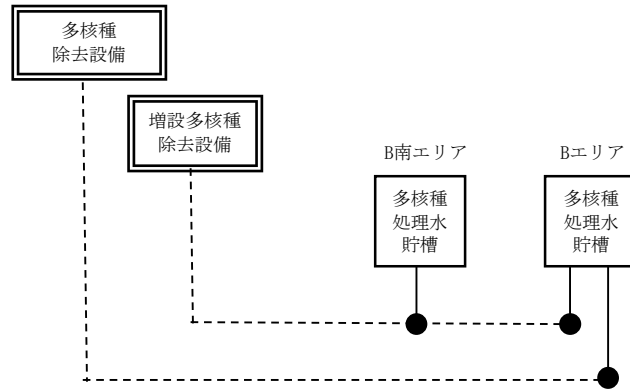 多核種
除去設備
増設多核種
除去設備
B南エリア
多核種
処理水
貯槽
Bエリア
多核種
処理水
貯槽